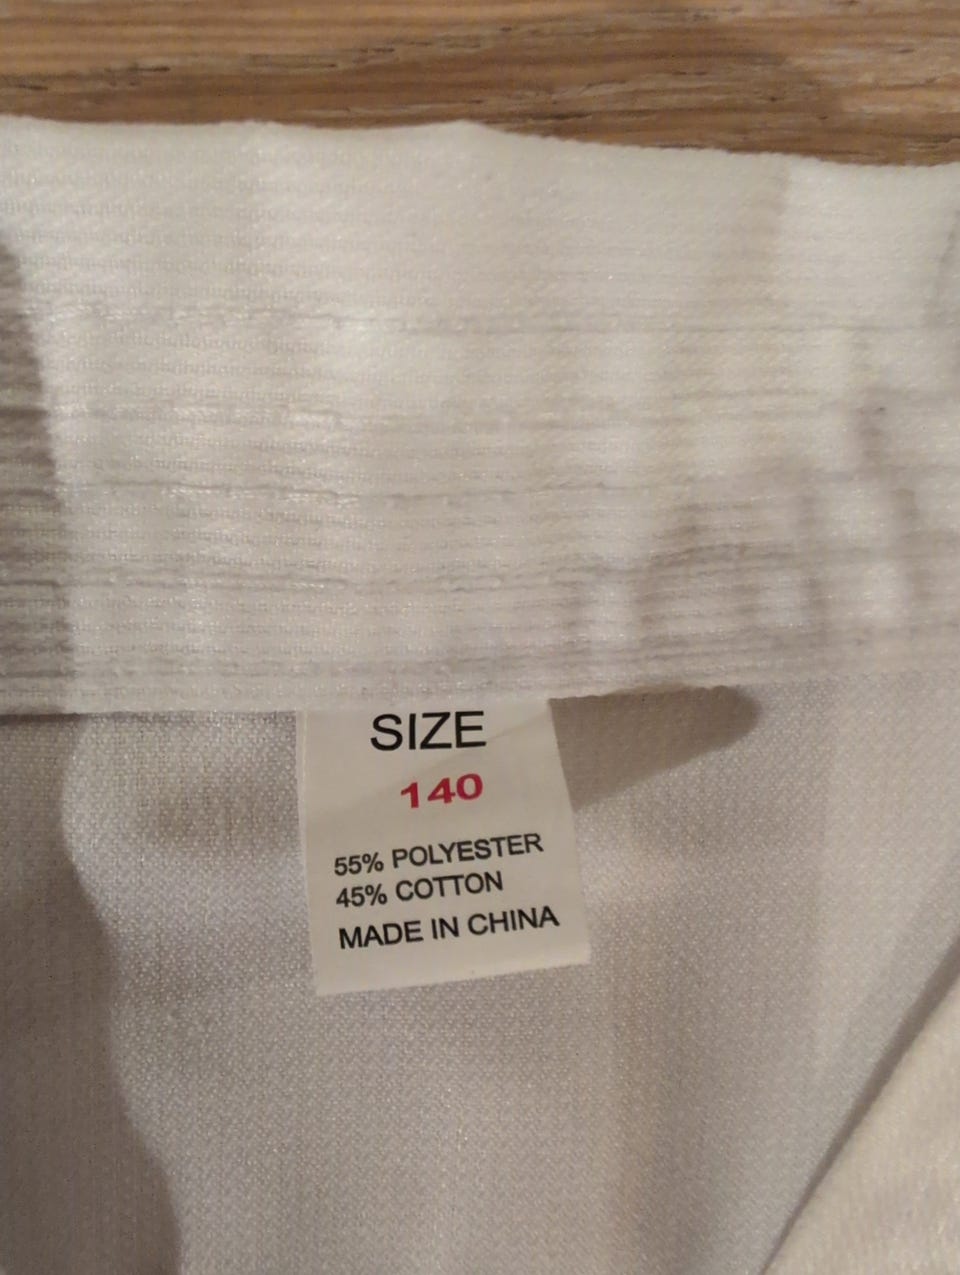 SIZE
140
55% POLYESTER
45% COTTON
MADE IN CHINA